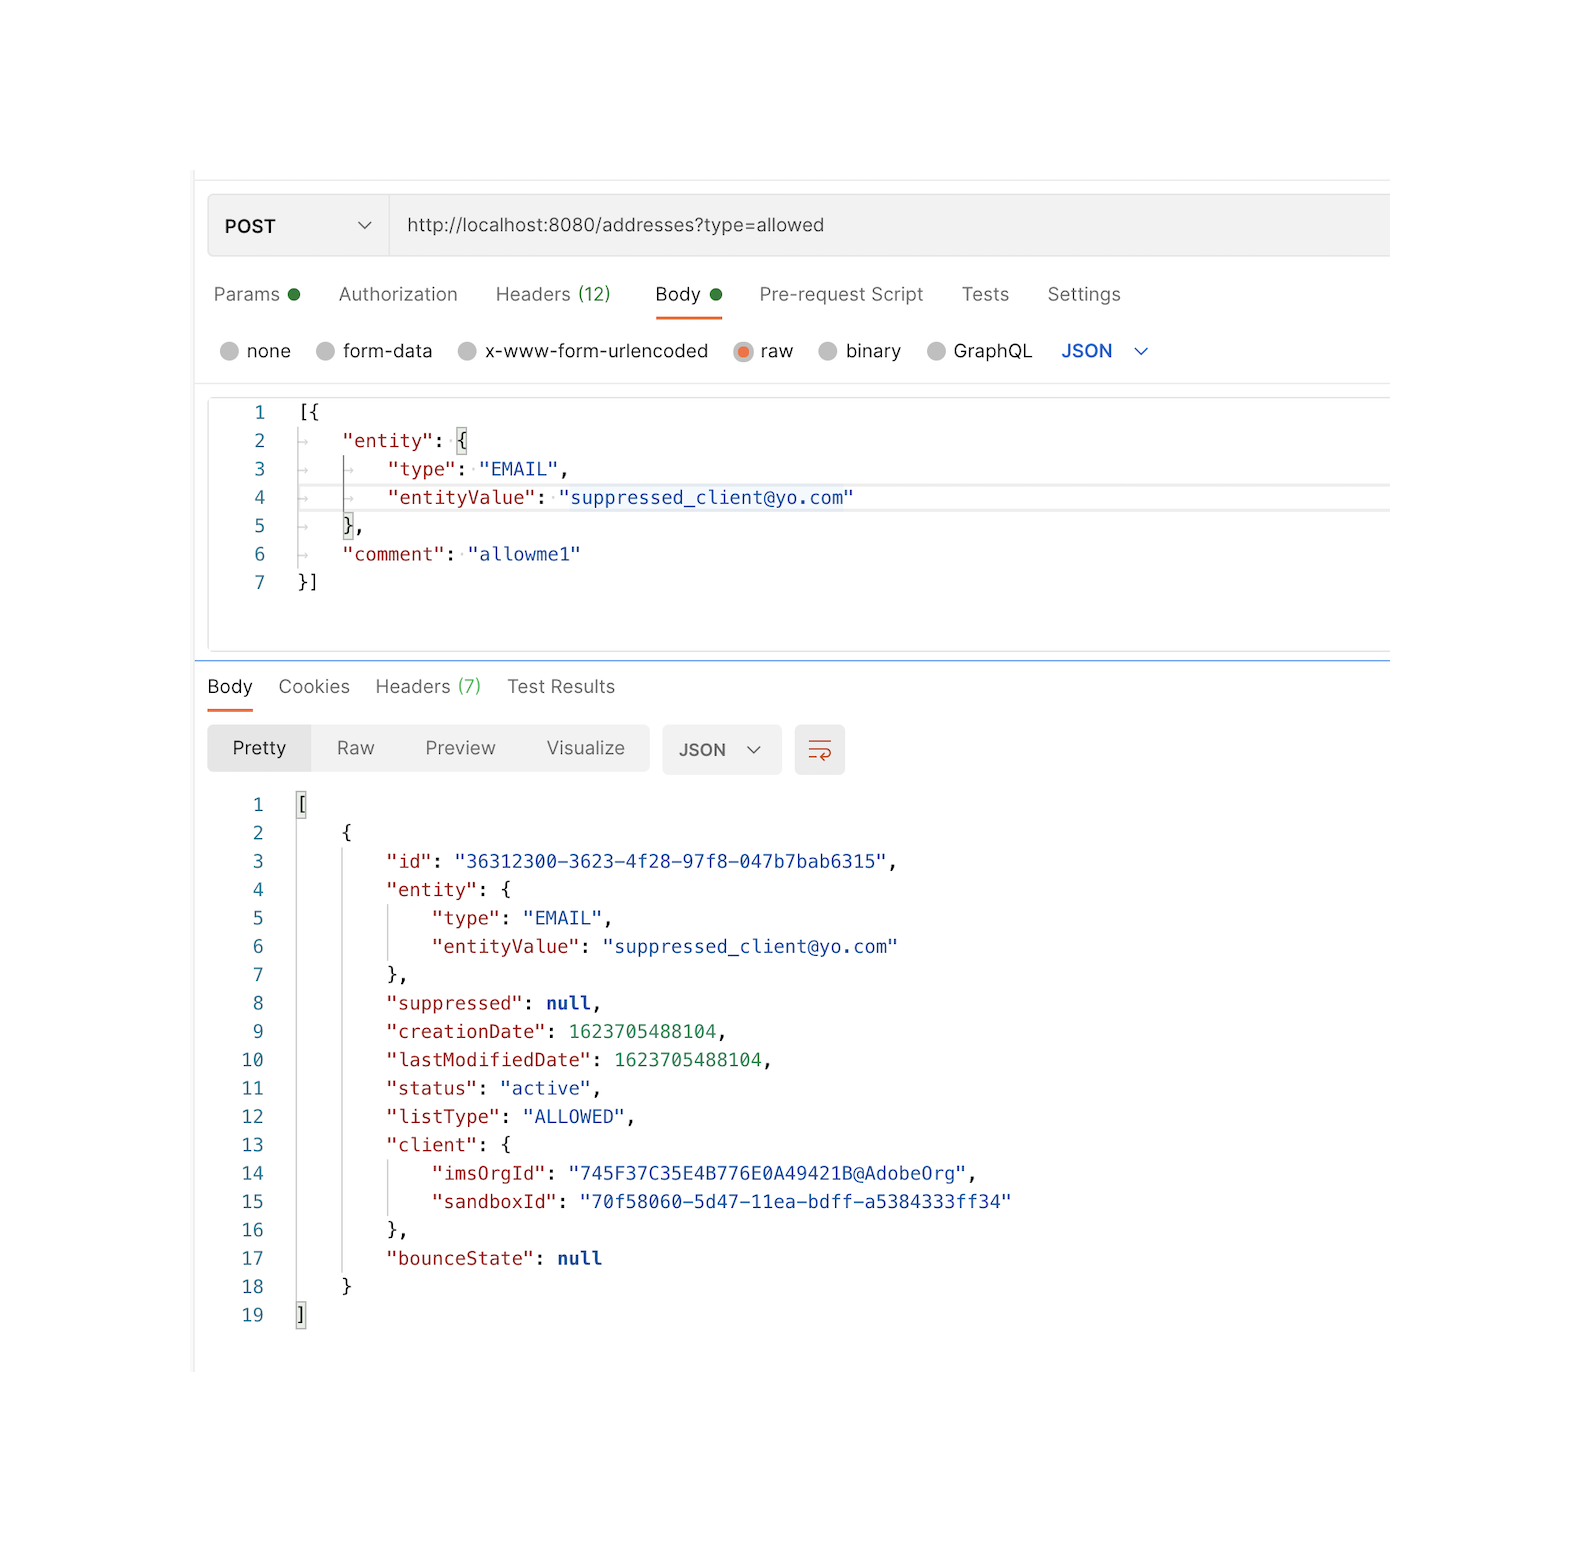 POST http://localhost:8080/addresses?type=allowed
Params Authorization Headers (12) Body Pre-request Script Tests Settings
none form-data x-www-form-urlencoded raw binary GraphQL JSON
1 [{
2 "entity": {
3 "type": "EMAIL",
4 "entityValue": "suppressed_client@yo.com"
5 },
6 "comment": "allowme1"
7 }]
Body Cookies Headers (7) Test Results
Pretty Raw Preview Visualize JSON
1 [
2 {
3 "id": "36312300-3623-4f28-97f8-047b7bab6315",
4 "entity": {
5 "type": "EMAIL",
6 "entityValue": "suppressed_client@yo.com"
7 },
8 "suppressed": null,
9 "creationDate": 1623705488104,
10 "lastModifiedDate": 1623705488104,
11 "status": "active",
12 "listType": "ALLOWED",
13 "client": {
14 "imsOrgId": "745F37C35E4B776E0A49421B@AdobeOrg",
15 "sandboxId": "70f58060-5d47-11ea-bdff-a5384333ff34"
16 },
17 "bounceState": null
18 }
19 ]